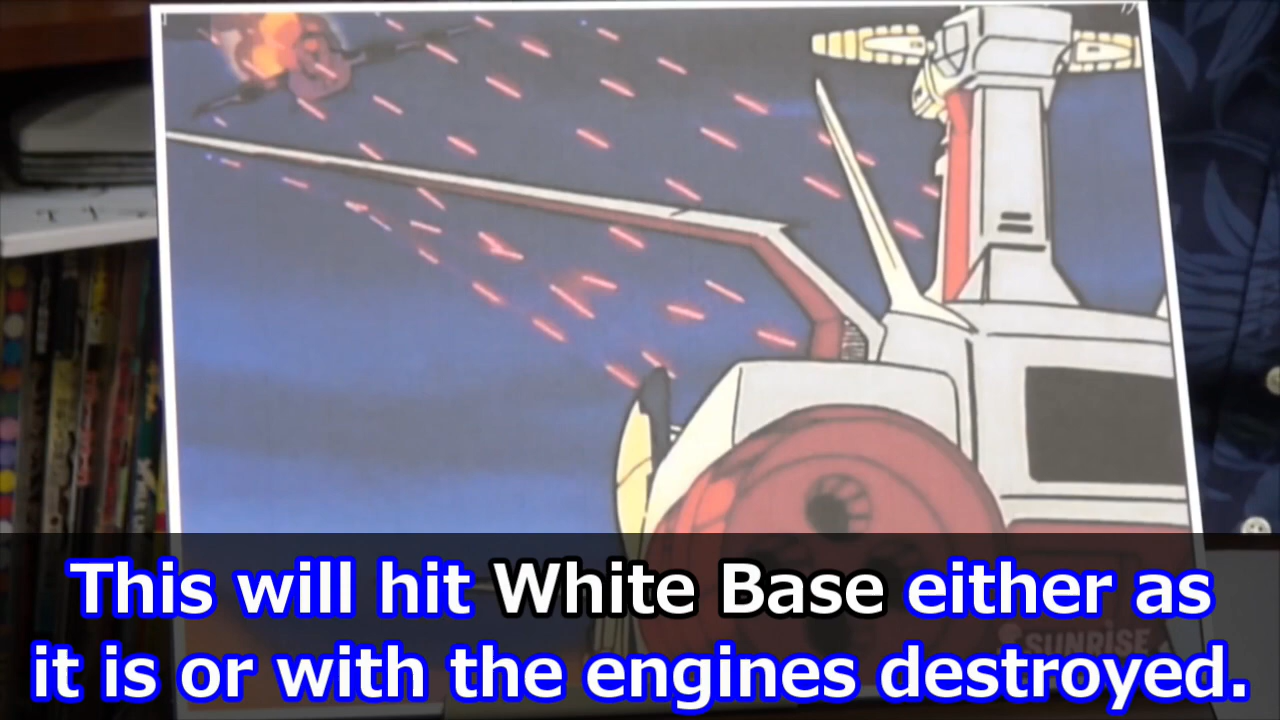 This will hit White Base either as
it is or with the engines destroyed.
SUNRISE